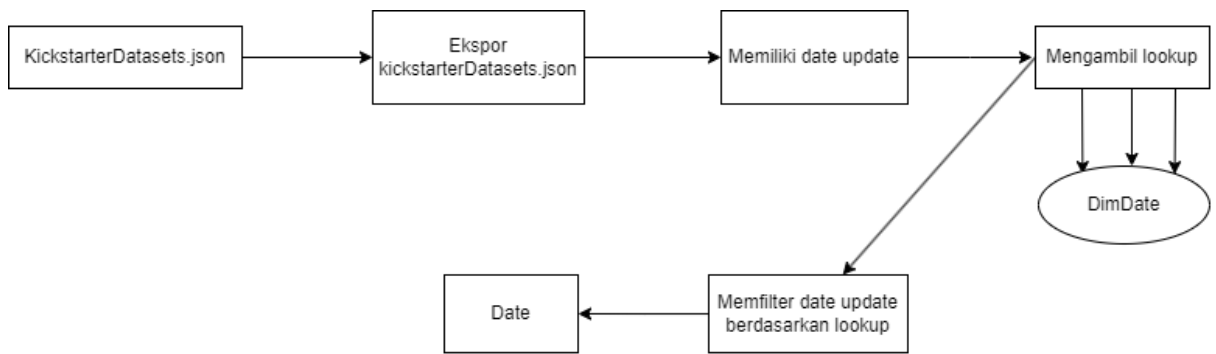 KickstarterDatasets.json
Ekspor
kickstarterDatasets.json
Memiliki date update
Mengambil lookup
DimDate
Memfilter date update
berdasarkan lookup
Date